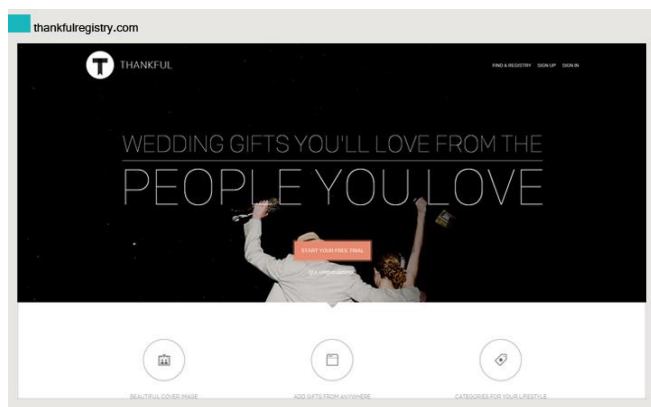 thankfulregistry.com
T THANKFUL
FIND A REGISTRY SIGN UP SIGN IN
WEDDING GIFTS YOU'LL LOVE FROM THE
PEOPLE YOU LOVE
START YOUR FREE TRIAL
BEAUTIFUL COVER IMAGE
ADD GIFTS FROM ANYWHERE
CATEGORIES FOR YOUR LIFESTYLE